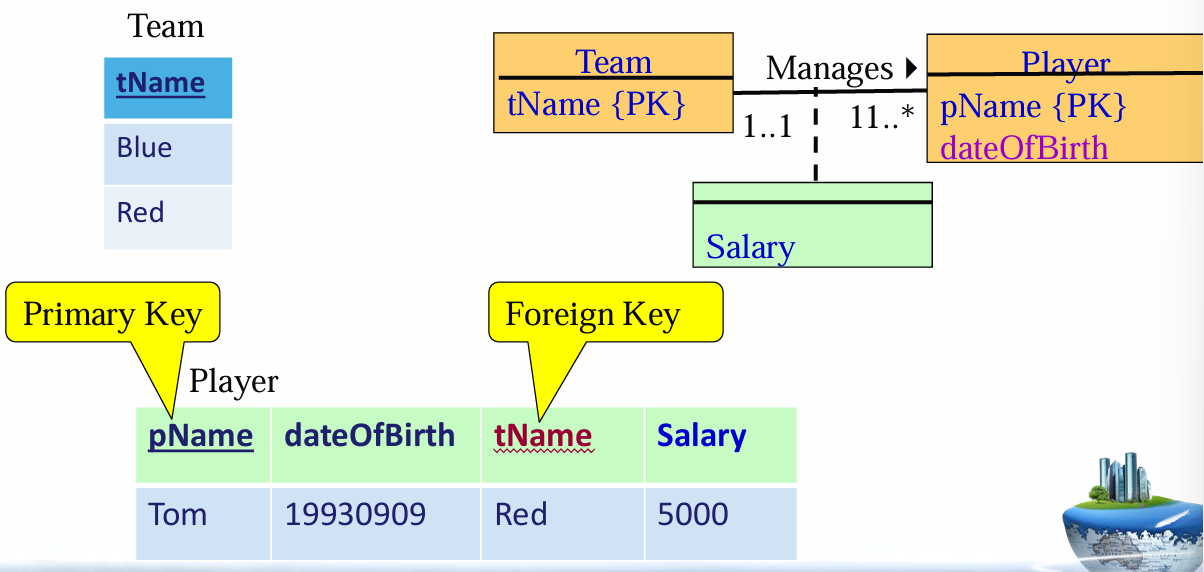 Team
tName
Blue
Red
Team
tName {PK}
Manages
1..1
11..*
Player
pName {PK}
dateOfBirth
Salary
Primary Key
Foreign Key
Player
pName dateOfBirth tName Salary
Tom 19930909 Red 5000